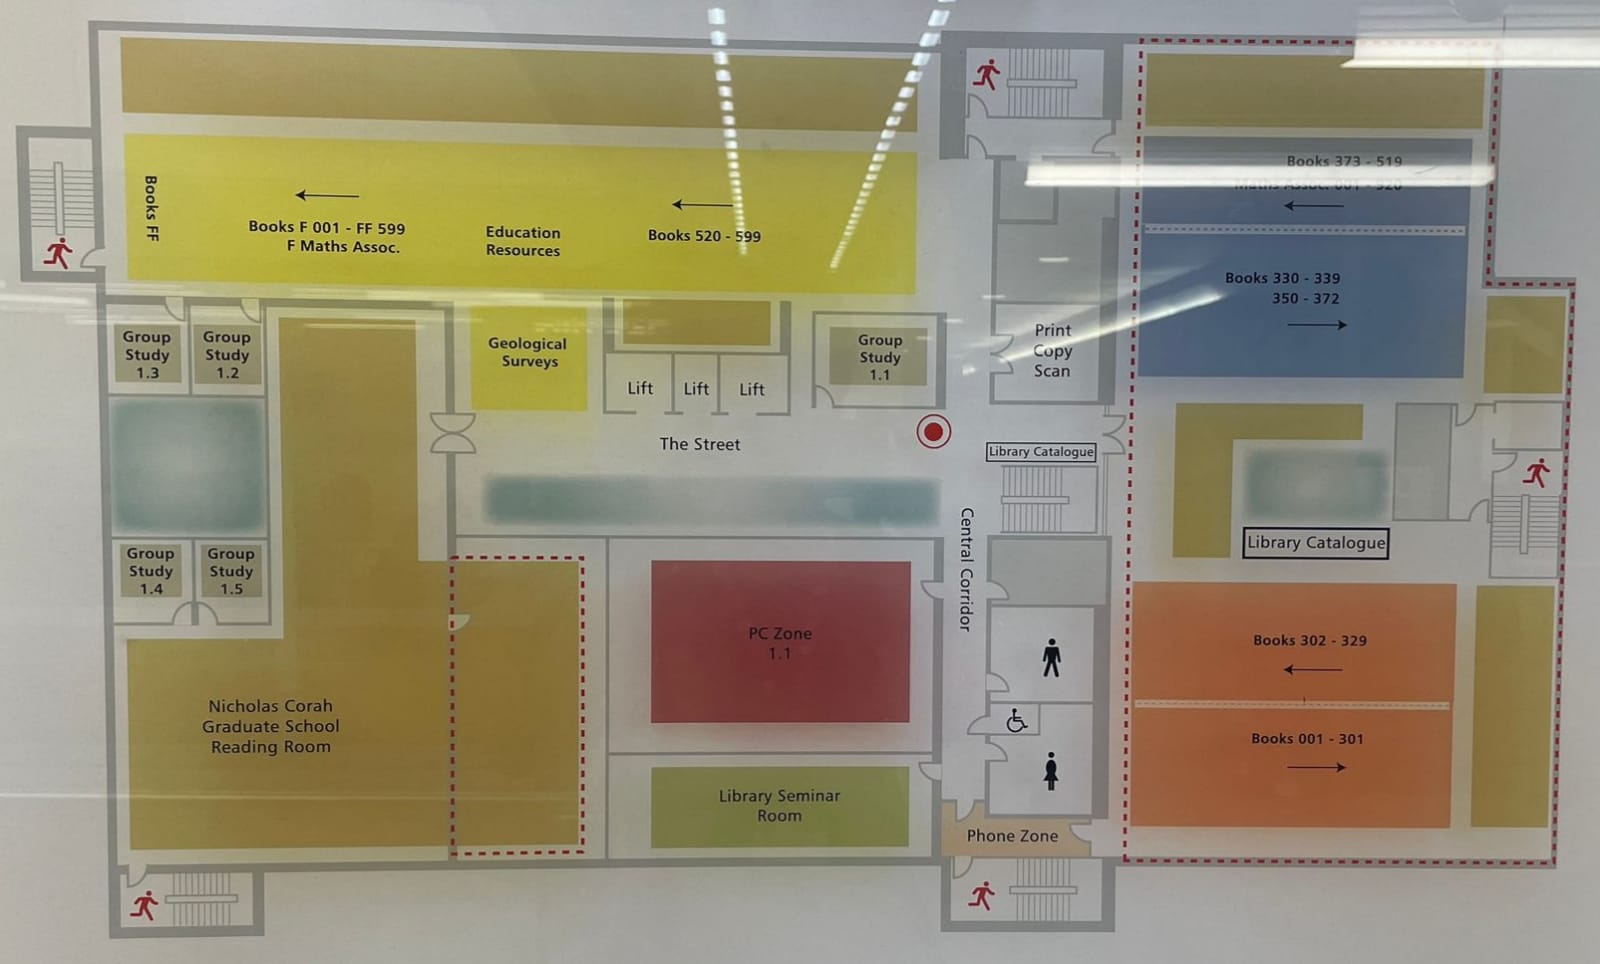 Books FF
Books F 001 - FF 599
F Maths Assoc.
Education
Resources
Books 520 - 599
Books 373 - 519
Maths Assoc. 001 - 920
Books 330 - 339
350 - 372
Group
Study
1.3
Group
Study
1.2
Geological
Surveys
Lift
Lift
Lift
Group
Study
1.1
Print
Copy
Scan
The Street
Library Catalogue
Central Corridor
Library Catalogue
Group
Study
1.4
Group
Study
1.5
PC Zone
1.1
Books 302 - 329
Nicholas Corah
Graduate School
Reading Room
Books 001 - 301
Library Seminar
Room
Phone Zone